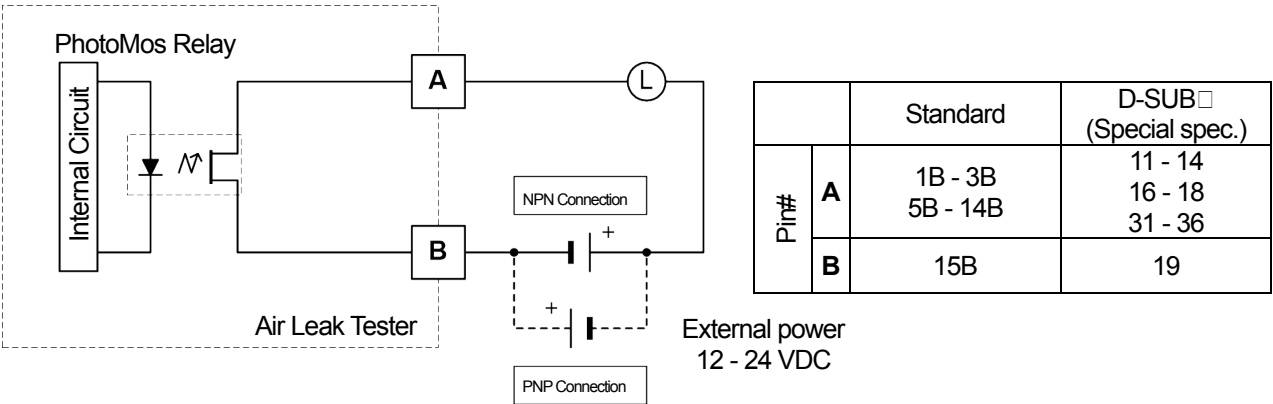 PhotoMos Relay
Internal Circuit
A
L
NPN Connection
+
B
+
Air Leak Tester
External power
12 - 24 VDC
PNP Connection
Standard
D-SUB□
(Special spec.)
Pin#
A
1B - 3B
5B - 14B
11 - 14
16 - 18
31 - 36
B
15B
19